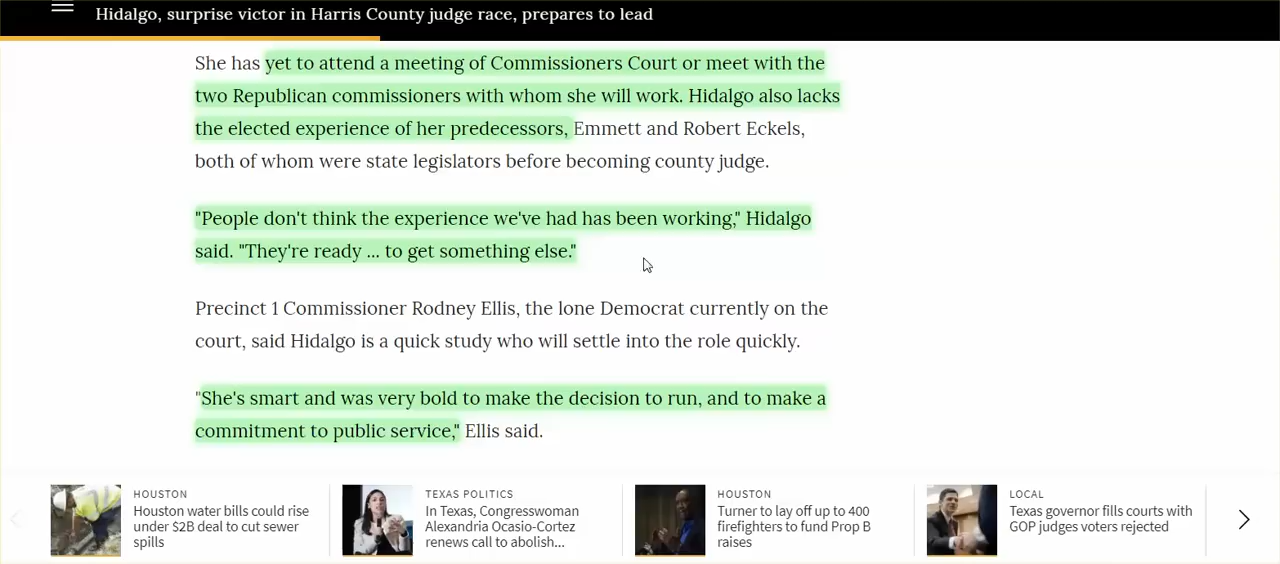 Hidalgo, surprise victor in Harris County judge race, prepares to lead
She has yet to attend a meeting of Commissioners Court or meet with the
two Republican commissioners with whom she will work. Hidalgo also lacks
the elected experience of her predecessors, Emmett and Robert Eckels,
both of whom were state legislators before becoming county judge.
"People don't think the experience we've had has been working," Hidalgo
said. "They're ready ... to get something else."
Precinct 1 Commissioner Rodney Ellis, the lone Democrat currently on the
court, said Hidalgo is a quick study who will settle into the role quickly.
"She's smart and was very bold to make the decision to run, and to make a
commitment to public service," Ellis said.
HOUSTON
Houston water bills could rise
under $2B deal to cut sewer
spills
TEXAS POLITICS
In Texas, Congresswoman
Alexandria Ocasio-Cortez
renews call to abolish...
HOUSTON
Turner to lay off up to 400
firefighters to fund Prop B
raises
LOCAL
Texas governor fills courts with
GOP judges voters rejected